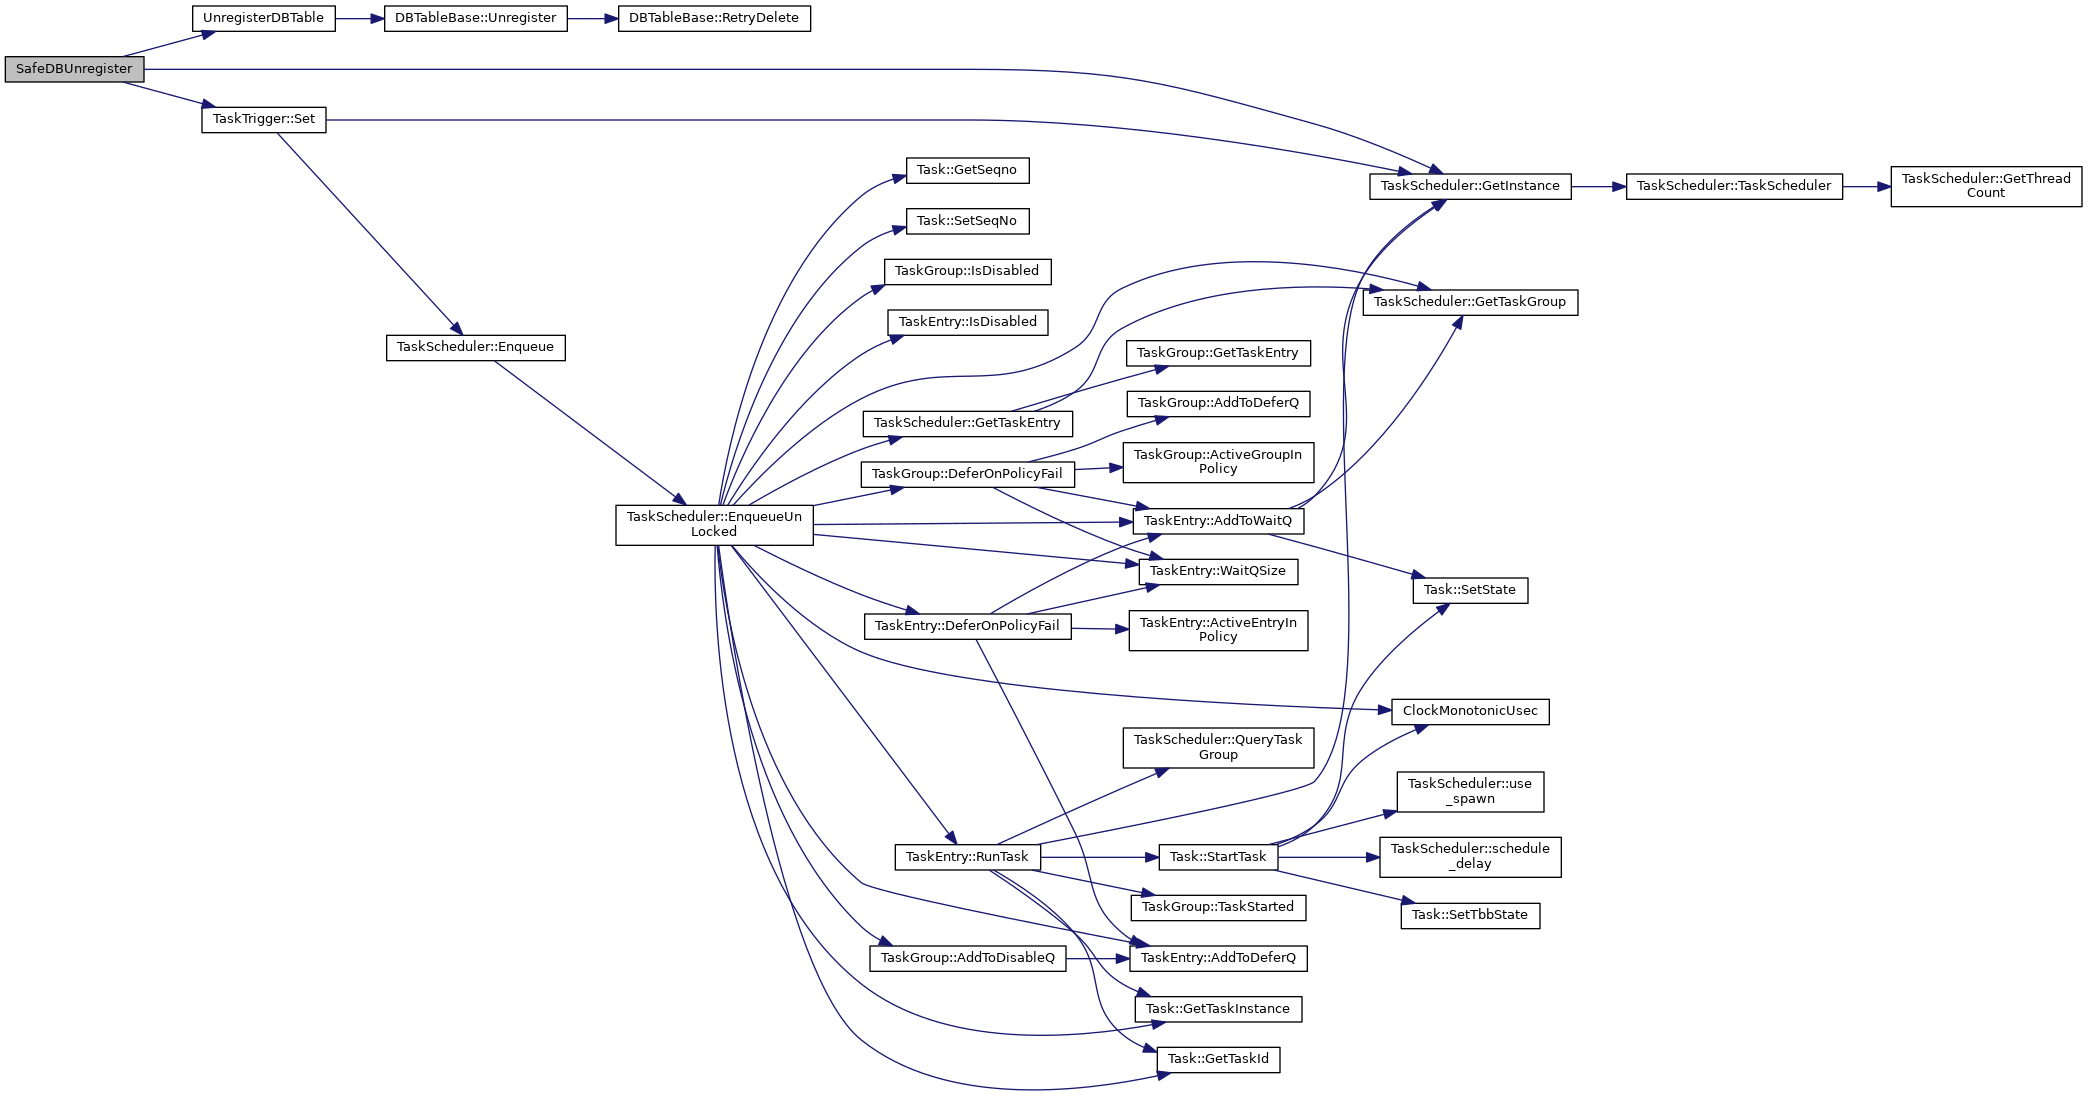 UnregisterDBTable
DBTableBase::Unregister
DBTableBase::RetryDelete
SafeDBUnregister
TaskTrigger::Set
Task::GetSeqno
TaskScheduler::GetInstance
TaskScheduler::TaskScheduler
TaskScheduler::GetThread
Count
Task::SetSeqNo
TaskGroup::IsDisabled
TaskScheduler::GetTaskGroup
TaskEntry::IsDisabled
TaskScheduler::Enqueue
TaskGroup::GetTaskEntry
TaskGroup::AddToDeferQ
TaskScheduler::GetTaskEntry
TaskGroup::ActiveGroupIn
Policy
TaskGroup::DeferOnPolicyFail
TaskScheduler::EnqueueUn
Locked
TaskEntry::AddToWaitQ
TaskEntry::WaitQSize
Task::SetState
TaskEntry::DeferOnPolicyFail
TaskEntry::ActiveEntryIn
Policy
ClockMonotonicUsec
TaskScheduler::QueryTask
Group
TaskScheduler::use
_spawn
TaskEntry::RunTask
Task::StartTask
TaskScheduler::schedule
_delay
TaskGroup::TaskStarted
Task::SetTbbState
TaskGroup::AddToDisableQ
TaskEntry::AddToDeferQ
Task::GetTaskInstance
Task::GetTaskId